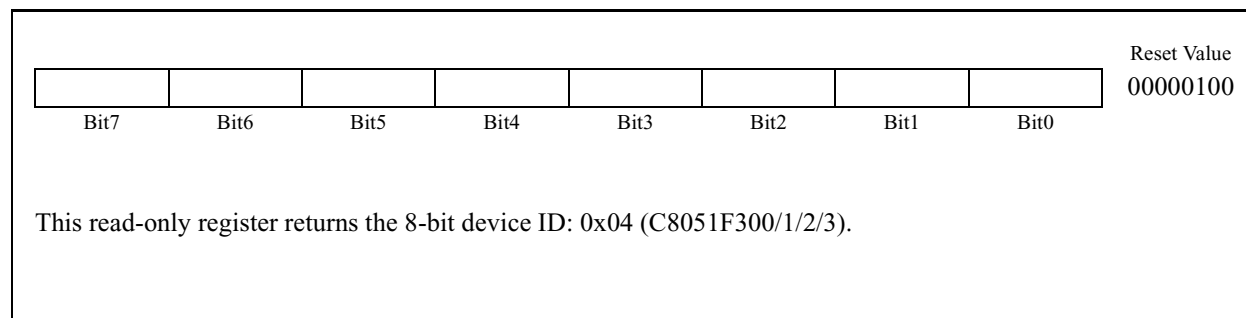 Reset Value
00000100
Bit7 Bit6 Bit5 Bit4 Bit3 Bit2 Bit1 Bit0
This read-only register returns the 8-bit device ID: 0x04 (C8051F300/1/2/3).